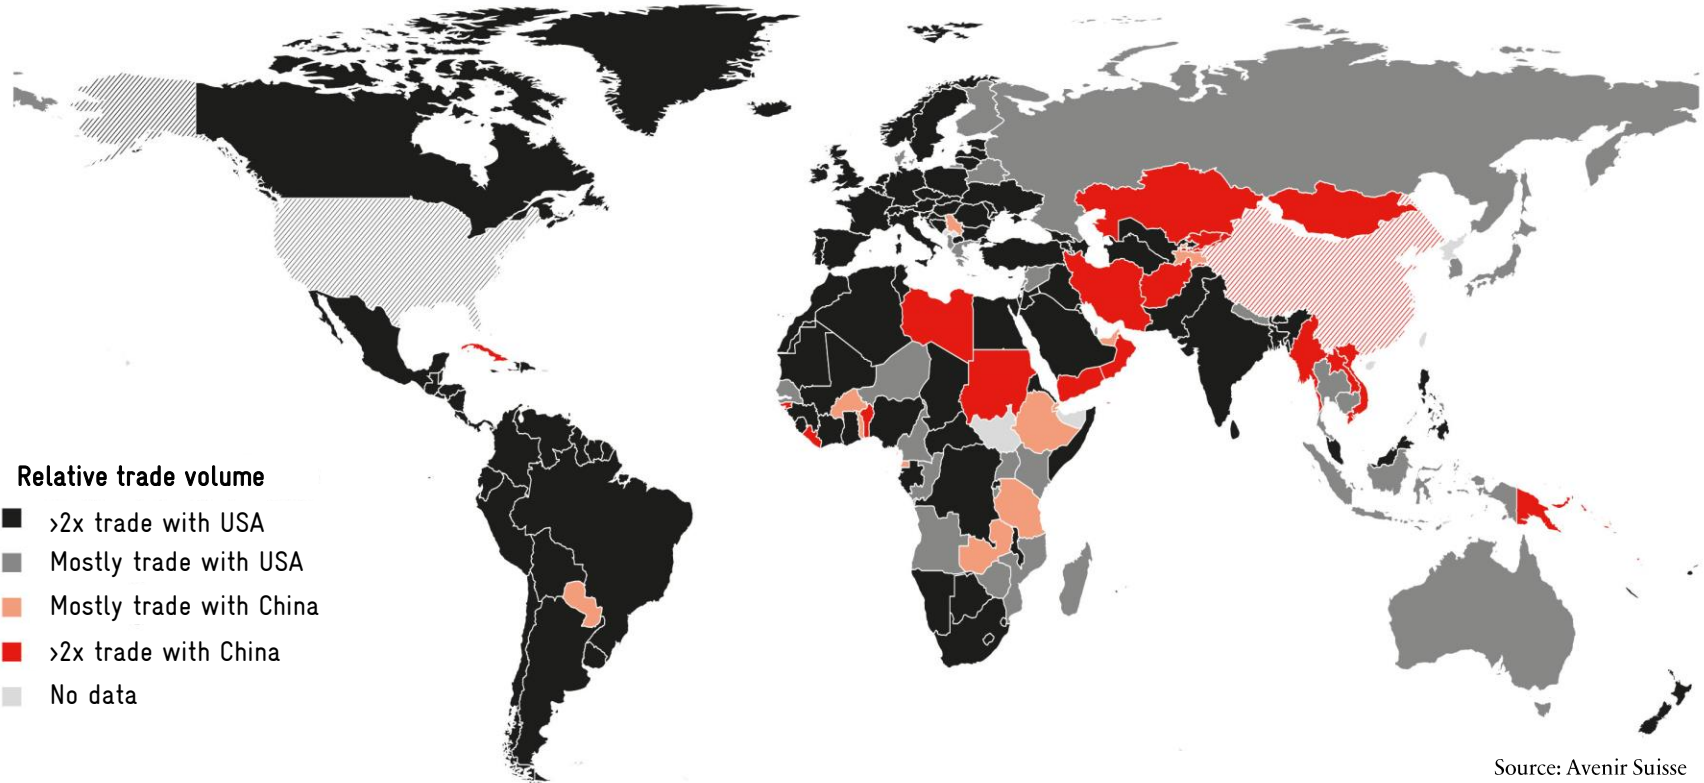 Relative trade volume
>2x trade with USA
Mostly trade with USA
Mostly trade with China
>2x trade with China
No data
Source: Avenir Suisse